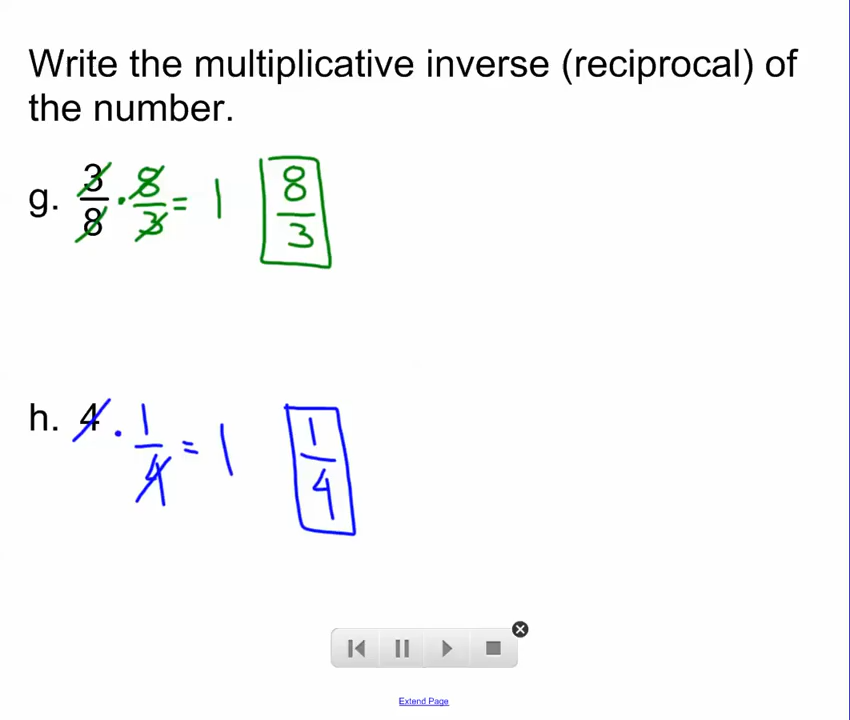 Write the multiplicative inverse (reciprocal) of
the number.
g. 3/8 · 8/3 = 1 8/3
h. 4 · 1/4 = 1 1/4
Extend Page